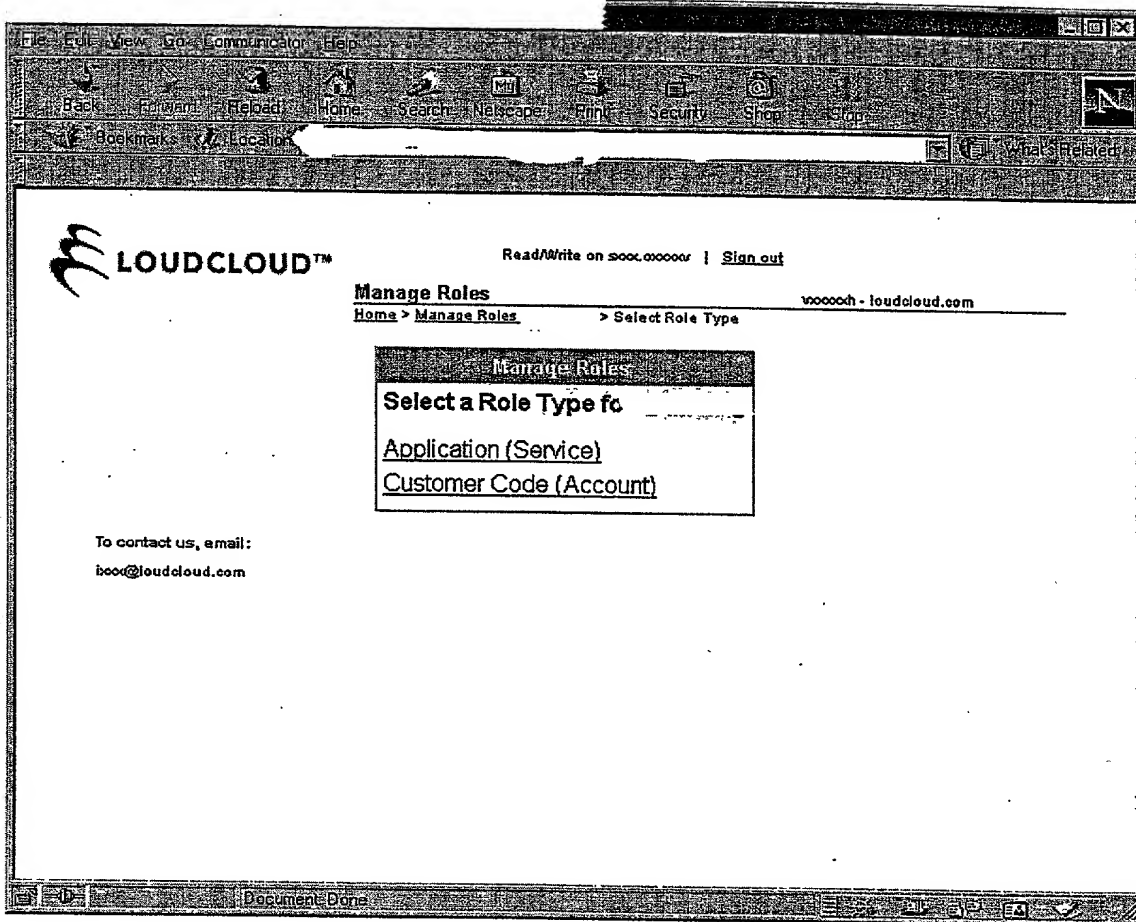 File Edit View Go Communicator Help
Back Forward Reload Home Search Netscape Print Security Shop Stop
My
N
Bookmarks Location What's Related
LOUDCLOUD™
Read/Write on | Sign out
Manage Roles
- loudcloud.com
Home > Manage Roles > Select Role Type
Manage Roles
Select a Role Type
Application (Service)
Customer Code (Account)
To contact us, email:
@loudcloud.com
Document: Done